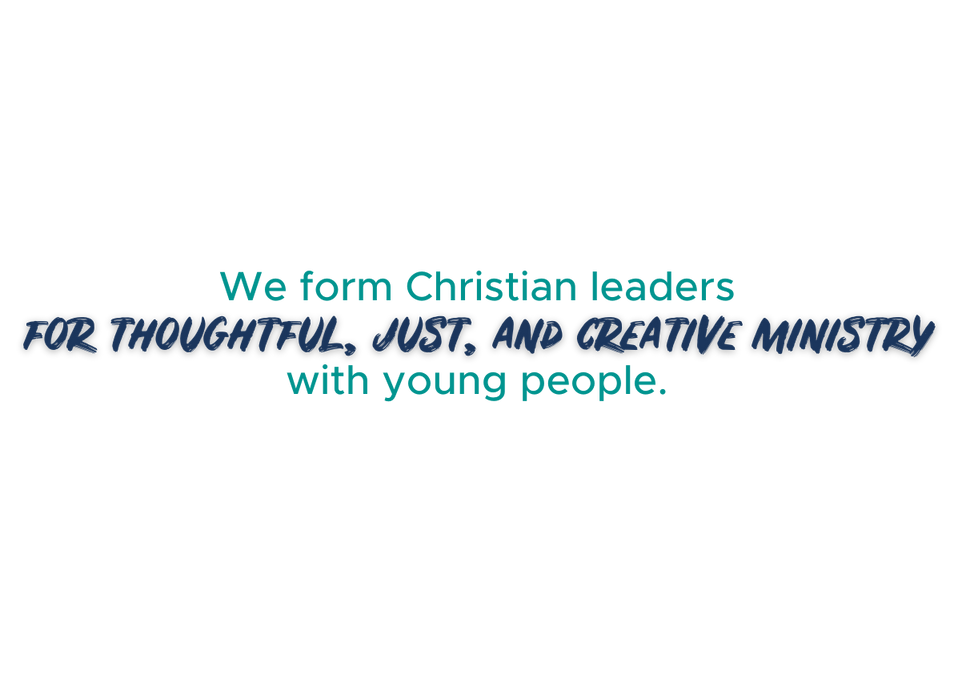 We form Christian leaders
FOR THOUGHTFUL, JUST, AND CREATIVE MINISTRY
with young people.